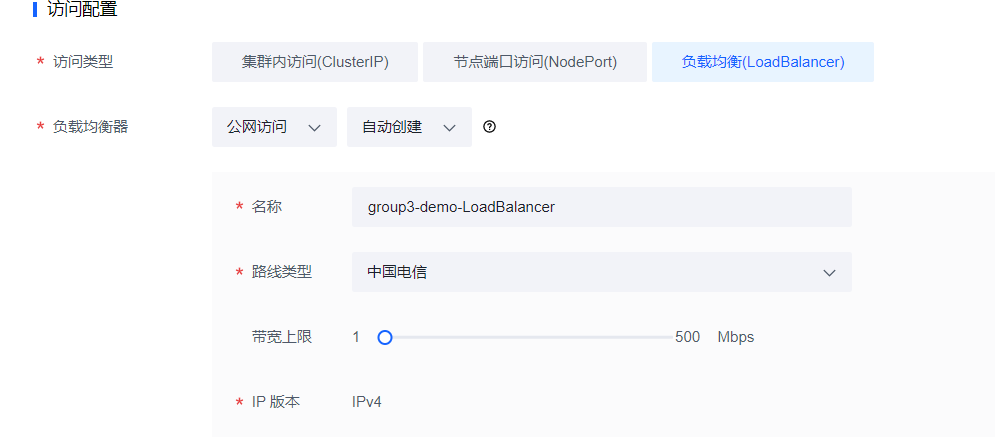 访问配置
* 访问类型 集群内访问(ClusterIP) 节点端口访问(NodePort) 负载均衡(LoadBalancer)
* 负载均衡器 公网访问 自动创建
* 名称 group3-demo-LoadBalancer
* 路线类型 中国电信
带宽上限 1 500 Mbps
* IP 版本 IPv4